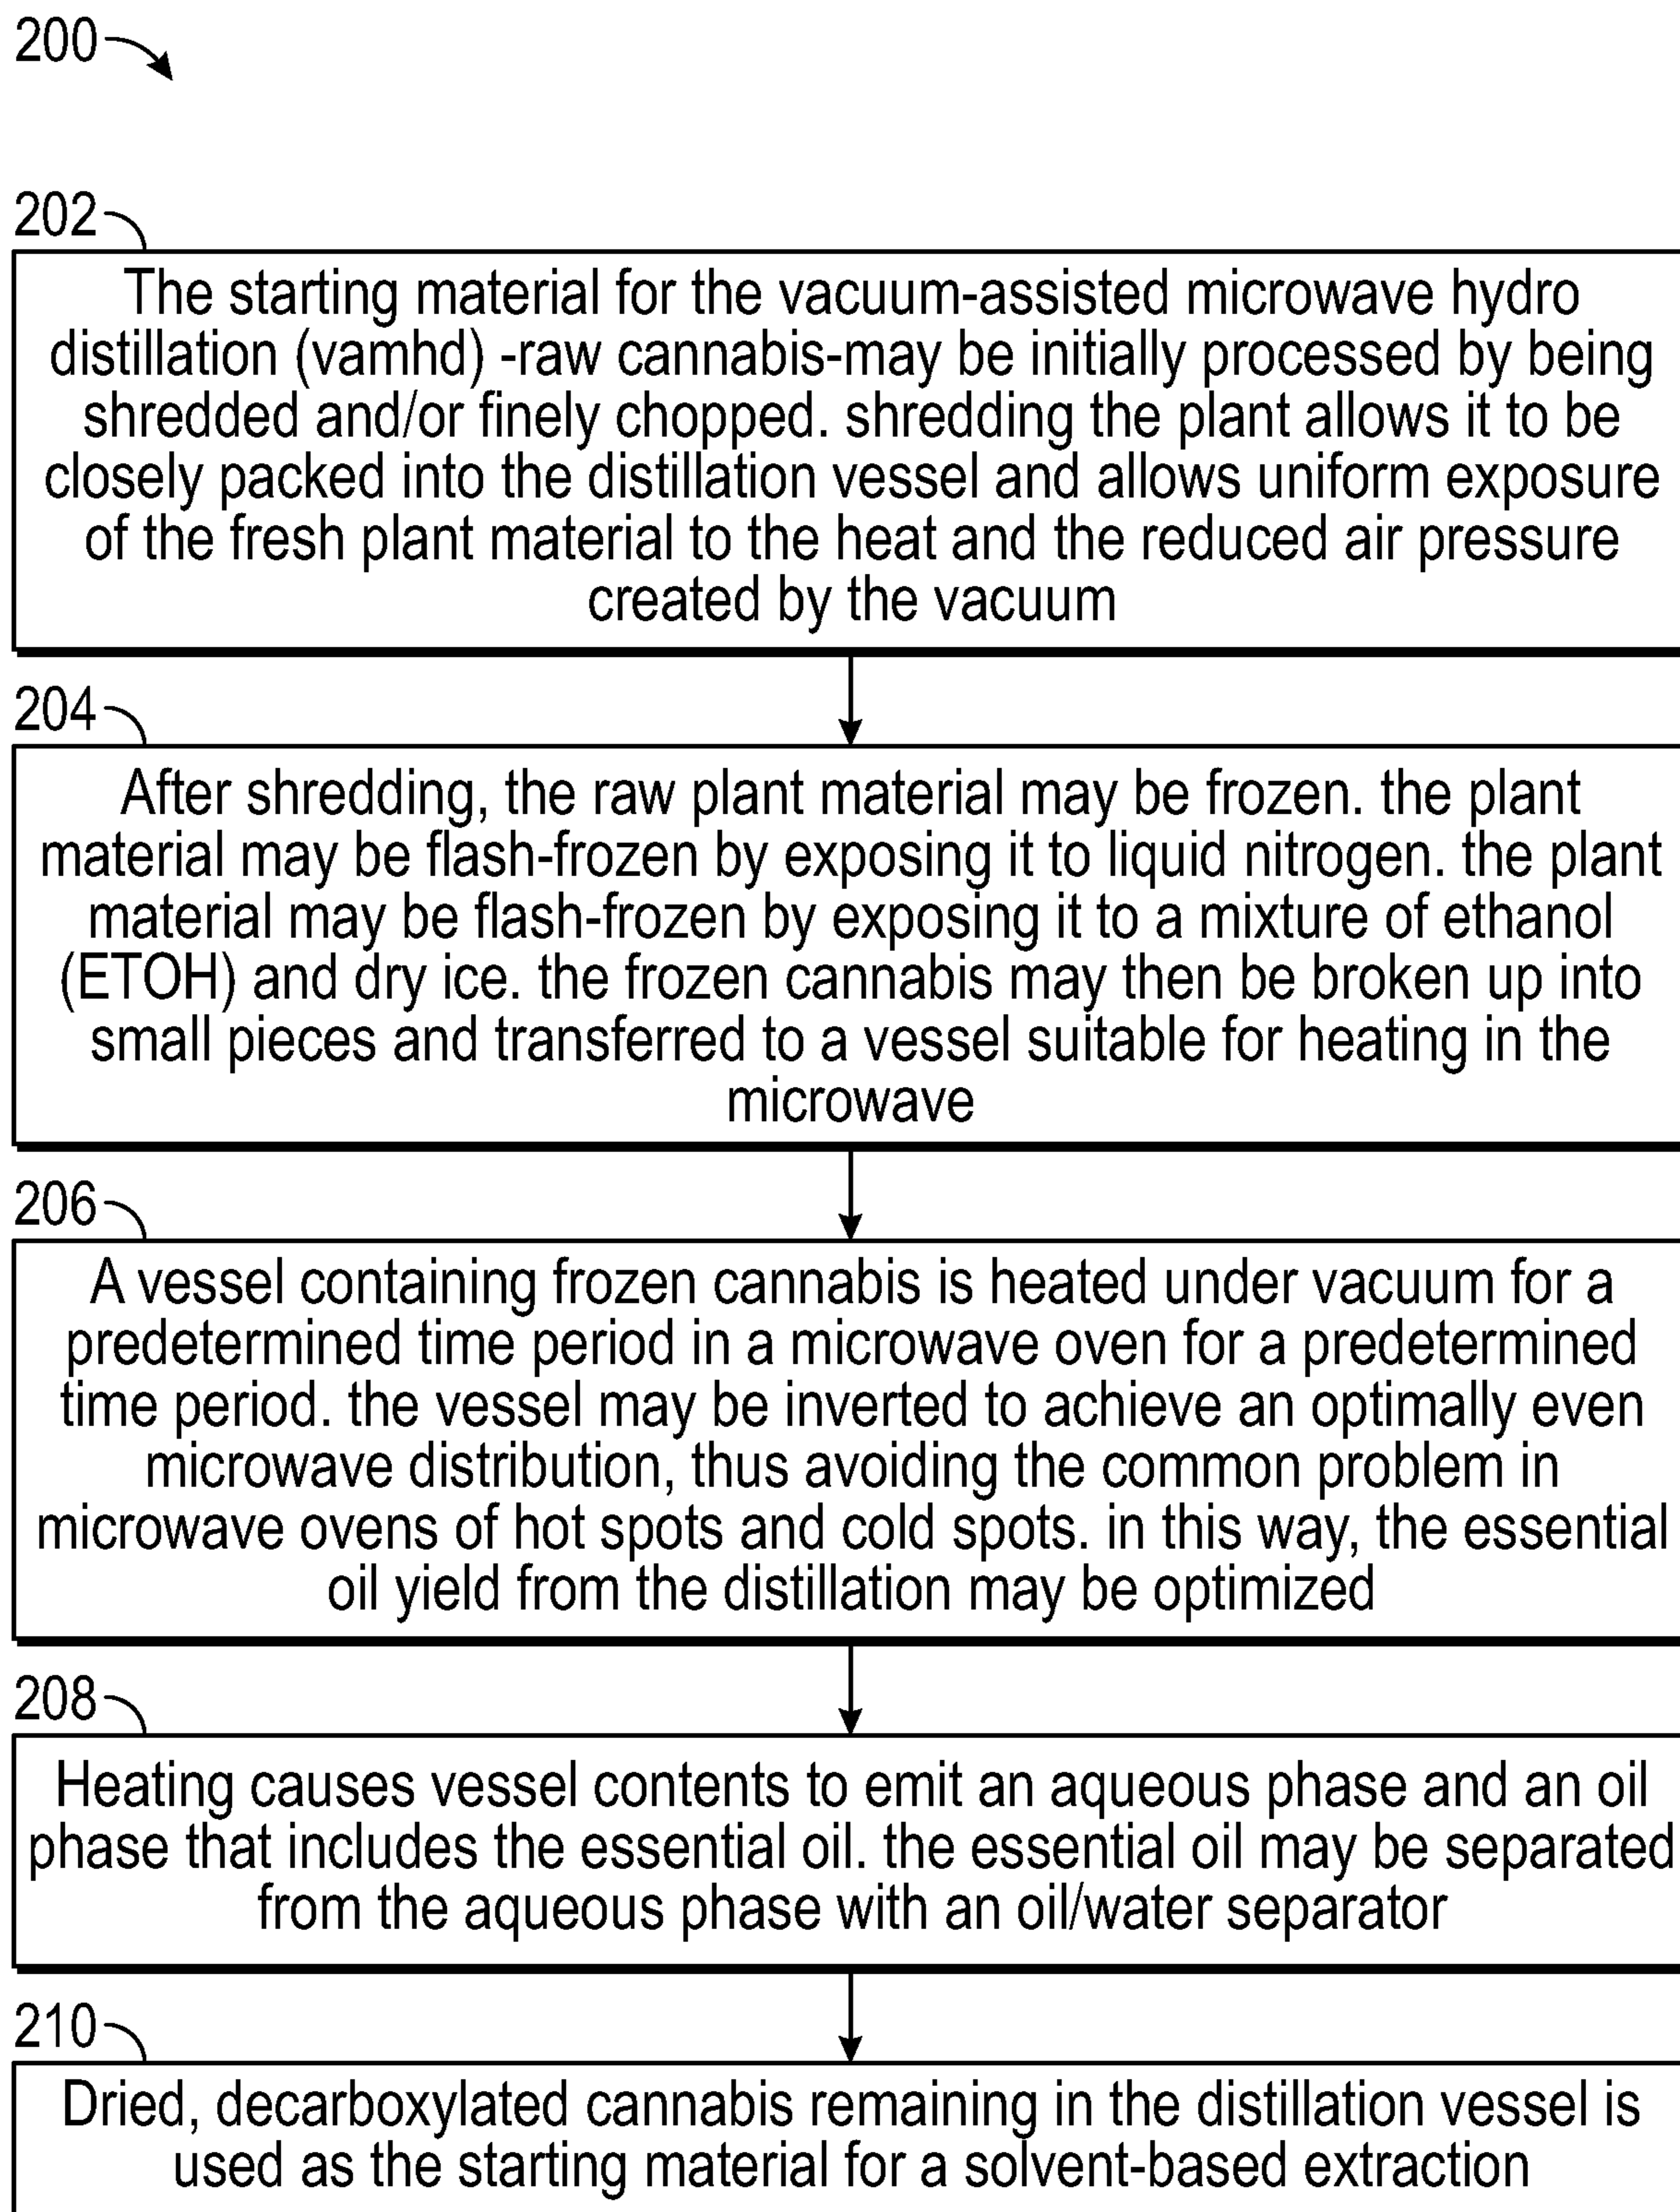 200
202
The starting material for the vacuum-assisted microwave hydro
distillation (vamhd) -raw cannabis-may be initially processed by being
shredded and/or finely chopped. shredding the plant allows it to be
closely packed into the distillation vessel and allows uniform exposure
of the fresh plant material to the heat and the reduced air pressure
created by the vacuum
204
After shredding, the raw plant material may be frozen. the plant
material may be flash-frozen by exposing it to liquid nitrogen. the plant
material may be flash-frozen by exposing it to a mixture of ethanol
(ETOH) and dry ice. the frozen cannabis may then be broken up into
small pieces and transferred to a vessel suitable for heating in the
microwave
206
A vessel containing frozen cannabis is heated under vacuum for a
predetermined time period in a microwave oven for a predetermined
time period. the vessel may be inverted to achieve an optimally even
microwave distribution, thus avoiding the common problem in
microwave ovens of hot spots and cold spots. in this way, the essential
oil yield from the distillation may be optimized
208
Heating causes vessel contents to emit an aqueous phase and an oil
phase that includes the essential oil. the essential oil may be separated
from the aqueous phase with an oil/water separator
210
Dried, decarboxylated cannabis remaining in the distillation vessel is
used as the starting material for a solvent-based extraction